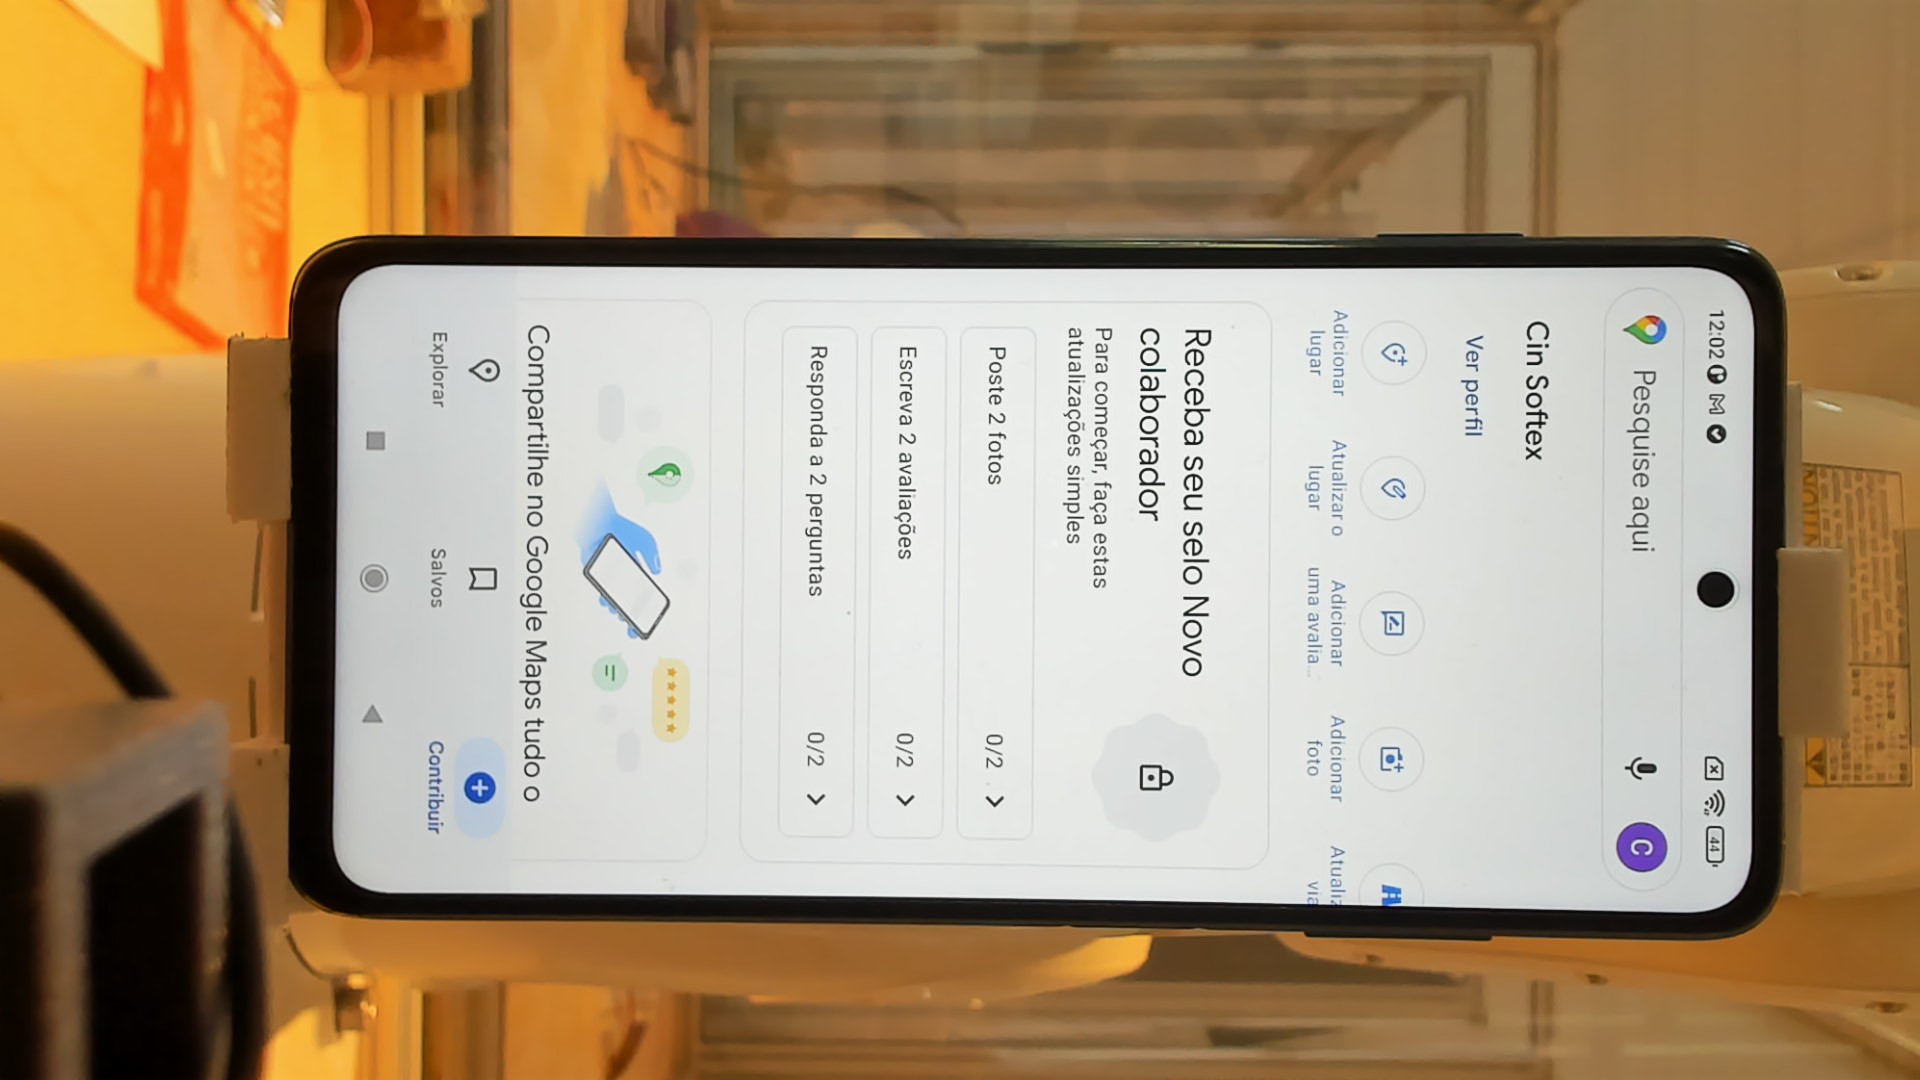 12:02
44
Pesquise aqui
C
Cin Softex
Ver perfil
Adicionar
lugar
Atualizar o
lugar
Adicionar
uma avalia...
Adicionar
foto
Atualiz
via
Receba seu selo Novo
colaborador
Para começar, faça estas
atualizações simples
Poste 2 fotos
0/2
Escreva 2 avaliações
0/2
Responda a 2 perguntas
0/2
Compartilhe no Google Maps tudo o
Explorar
Salvos
Contribuir